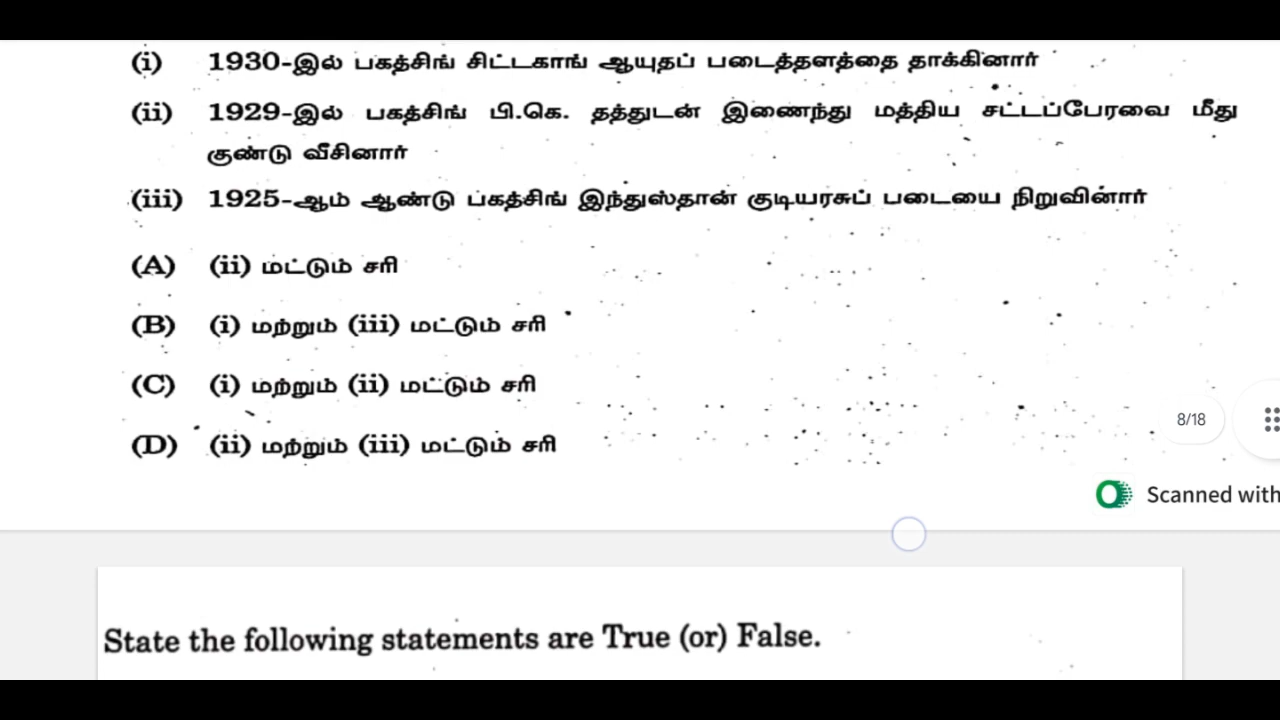 (i) 1930-இல் பகத்சிங் சிட்டகாங் ஆயுதப் படைத்தளத்தை தாக்கினார்
(ii) 1929-இல் பகத்சிங் பி.கெ. தத்துடன் இணைந்து மத்திய சட்டப்பேரவை மீது
குண்டு வீசினார்
(iii) 1925-ஆம் ஆண்டு பகத்சிங் இந்துஸ்தான் குடியரசுப் படையை நிறுவினார்
(A) (ii) மட்டும் சரி
(B) (i) மற்றும் (iii) மட்டும் சரி
(C) (i) மற்றும் (ii) மட்டும் சரி
(D) (ii) மற்றும் (iii) மட்டும் சரி
8/18
Scanned with
State the following statements are True (or) False.